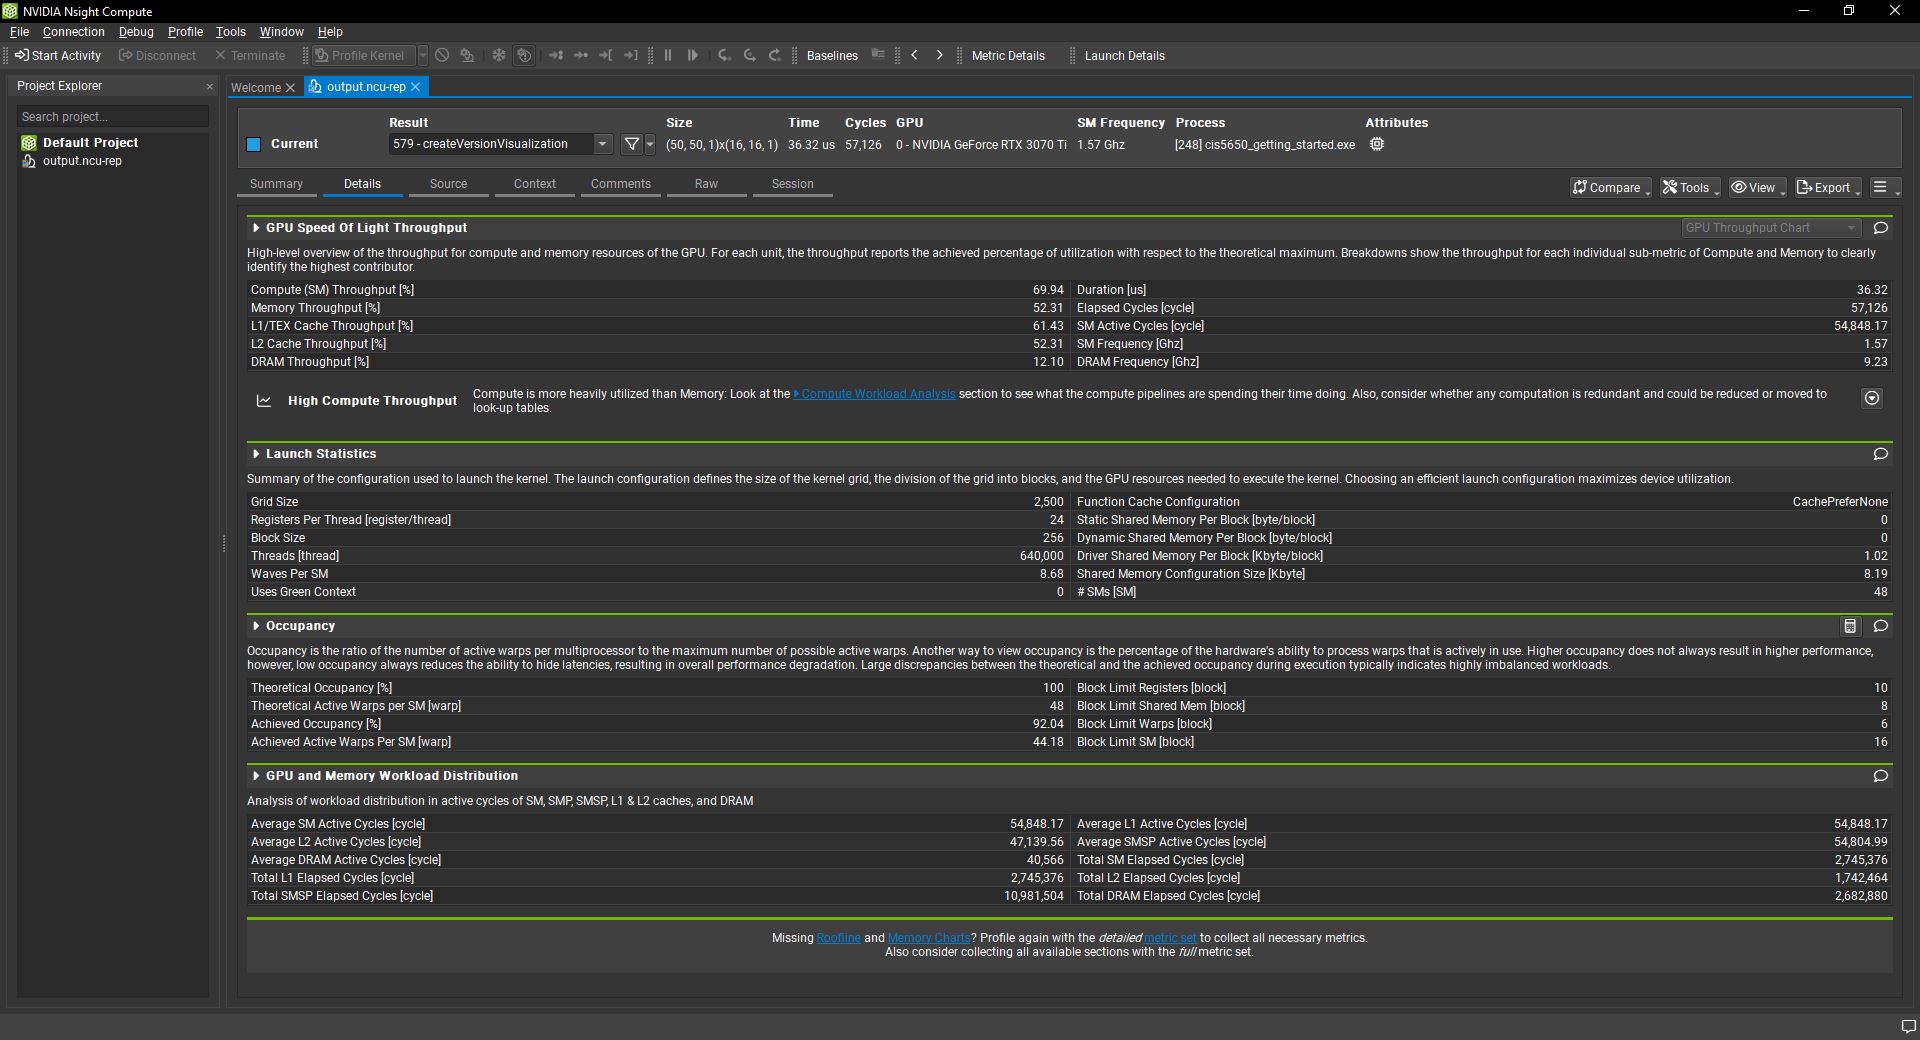 NVIDIA Nsight Compute
File Connection Debug Profile Tools Window Help
Start Activity Disconnect Terminate Profile Kernel Baselines Metric Details Launch Details
Project Explorer
Search project...
Default Project
output.ncu-rep
Welcome output.ncu-rep
Result Size Time Cycles GPU SM Frequency Process Attributes
Current 579 - createVersionVisualization (50, 50, 1)x(16, 16, 1) 36.32 us 57,126 0 - NVIDIA GeForce RTX 3070 Ti 1.57 Ghz [248] cis5650_getting_started.exe
Summary Details Source Context Comments Raw Session Compare Tools View Export
GPU Speed Of Light Throughput GPU Throughput Chart
High-level overview of the throughput for compute and memory resources of the GPU. For each unit, the throughput reports the achieved percentage of utilization with respect to the theoretical maximum. Breakdowns show the throughput for each individual sub-metric of Compute and Memory to clearly
identify the highest contributor.
Compute (SM) Throughput [%] 69.94 Duration [us] 36.32
Memory Throughput [%] 52.31 Elapsed Cycles [cycle] 57,126
L1/TEX Cache Throughput [%] 61.43 SM Active Cycles [cycle] 54,848.17
L2 Cache Throughput [%] 52.31 SM Frequency [Ghz] 1.57
DRAM Throughput [%] 12.10 DRAM Frequency [Ghz] 9.23
High Compute Throughput
Compute is more heavily utilized than Memory: Look at the Compute Workload Analysis section to see what the compute pipelines are spending their time doing. Also, consider whether any computation is redundant and could be reduced or moved to
look-up tables.
Launch Statistics
Summary of the configuration used to launch the kernel. The launch configuration defines the size of the kernel grid, the division of the grid into blocks, and the GPU resources needed to execute the kernel. Choosing an efficient launch configuration maximizes device utilization.
Grid Size 2,500 Function Cache Configuration CachePreferNone
Registers Per Thread [register/thread] 24 Static Shared Memory Per Block [byte/block] 0
Block Size 256 Dynamic Shared Memory Per Block [byte/block] 0
Threads [thread] 640,000 Driver Shared Memory Per Block [Kbyte/block] 1.02
Waves Per SM 8.68 Shared Memory Configuration Size [Kbyte] 8.19
Uses Green Context 0 # SMs [SM] 48
Occupancy
Occupancy is the ratio of the number of active warps per multiprocessor to the maximum number of possible active warps. Another way to view occupancy is the percentage of the hardware's ability to process warps that is actively in use. Higher occupancy does not always result in higher performance,
however, low occupancy always reduces the ability to hide latencies, resulting in overall performance degradation. Large discrepancies between the theoretical and the achieved occupancy during execution typically indicates highly imbalanced workloads.
Theoretical Occupancy [%] 100 Block Limit Registers [block] 10
Theoretical Active Warps per SM [warp] 48 Block Limit Shared Mem [block] 8
Achieved Occupancy [%] 92.04 Block Limit Warps [block] 6
Achieved Active Warps Per SM [warp] 44.18 Block Limit SM [block] 16
GPU and Memory Workload Distribution
Analysis of workload distribution in active cycles of SM, SMP, SMSP, L1 & L2 caches, and DRAM
Average SM Active Cycles [cycle] 54,848.17 Average L1 Active Cycles [cycle] 54,848.17
Average L2 Active Cycles [cycle] 47,139.56 Average SMSP Active Cycles [cycle] 54,804.99
Average DRAM Active Cycles [cycle] 40,566 Total SM Elapsed Cycles [cycle] 2,745,376
Total L1 Elapsed Cycles [cycle] 2,745,376 Total L2 Elapsed Cycles [cycle] 1,742,464
Total SMSP Elapsed Cycles [cycle] 10,981,504 Total DRAM Elapsed Cycles [cycle] 2,682,880
Missing Roofline and Memory Charts? Profile again with the detailed metric set to collect all necessary metrics.
Also consider collecting all available sections with the full metric set.